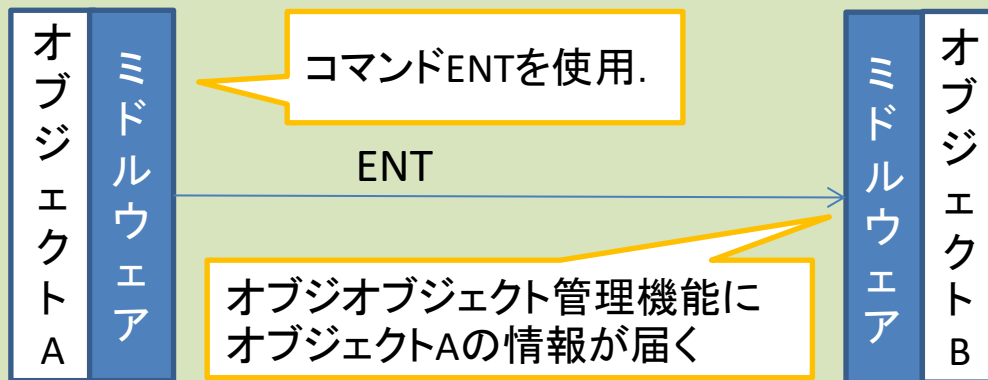 オブジェクトA
ミドルウェア
コマンドENTを使用.
ENT
オブジオブジェクト管理機能に
オブジェクトAの情報が届く
ミドルウェア
オブジェクトB